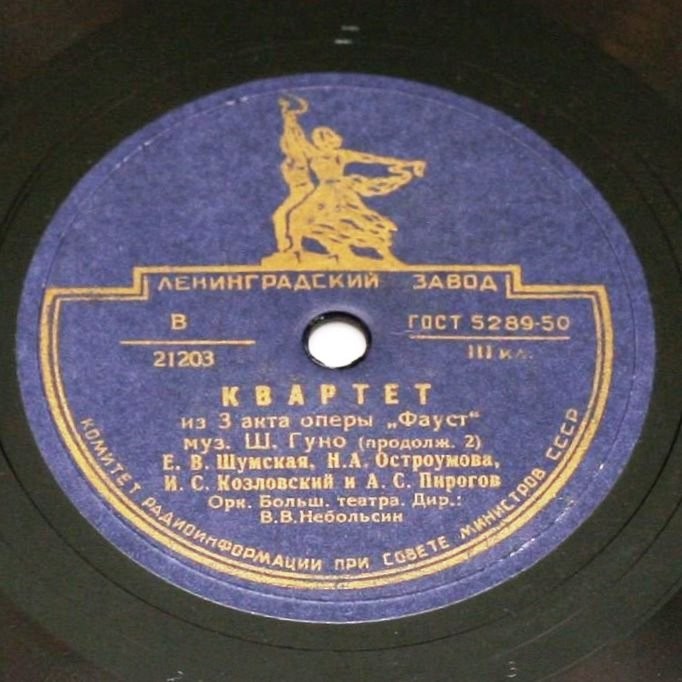 ЛЕНИНГРАДСКИЙ ЗАВОД
В
21203
ГОСТ 5289-50
III кл.
КВАРТЕТ
из 3 акта оперы „Фауст“
муз. Ш. Гуно (продолж. 2)
Е. В. Шумская, Н.А. Остроумова,
И. С. Козловский и А. С. Пирогов
Орк. Больш. театра. Дир.:
В.В.Небольсин
КОМИТЕТ РАДИОИНФОРМАЦИИ ПРИ СОВЕТЕ МИНИСТРОВ СССР